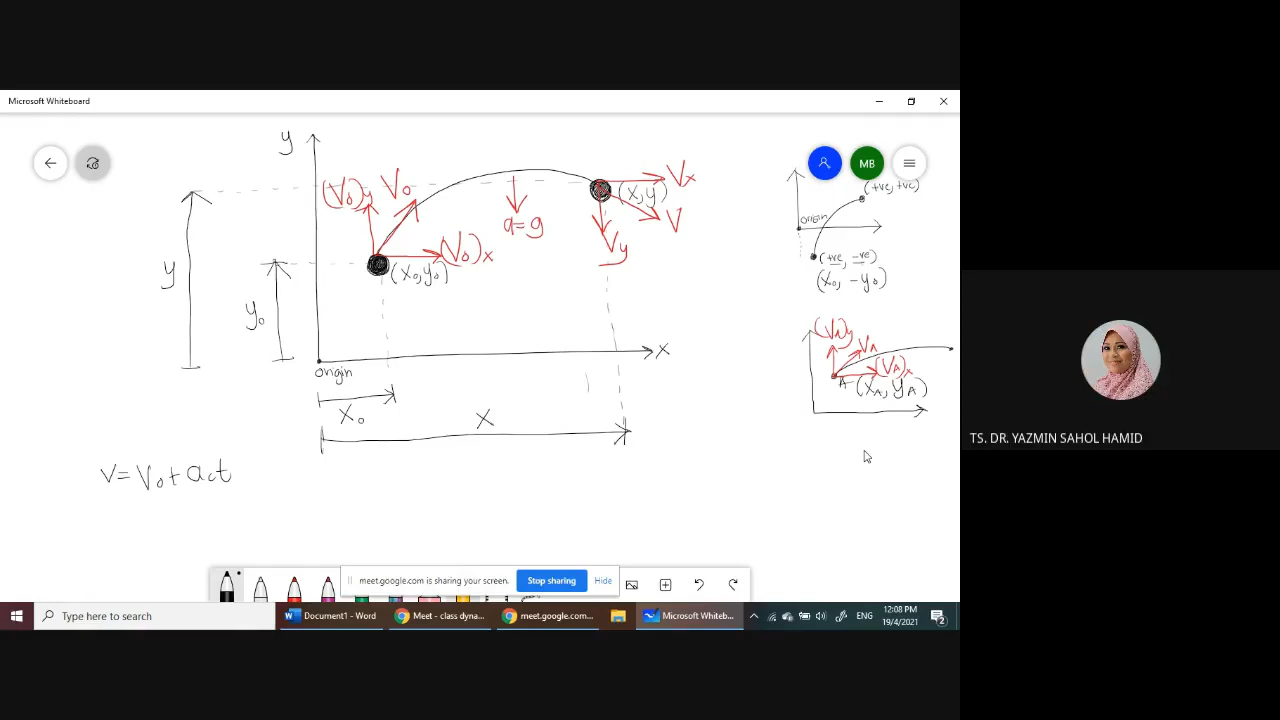 Microsoft Whiteboard
y
(V₀)y
V₀
Vx
(x,y)
V
a=g
Vy
(V₀)x
(x₀,y₀)
y
y₀
x
origin
x₀
X
V=V₀+act
MB
(+ve,+ve)
origin
(+ve, -ve)
(x₀, -y₀)
(VA)y
VA
(VA)x
A (xA, yA)
TS. DR. YAZMIN SAHOL HAMID
meet.google.com is sharing your screen.
Stop sharing
Hide
Type here to search
Document1 - Word
Meet - class dyna...
meet.google.com...
Microsoft Whiteb...
ENG
12:08 PM
19/4/2021
2